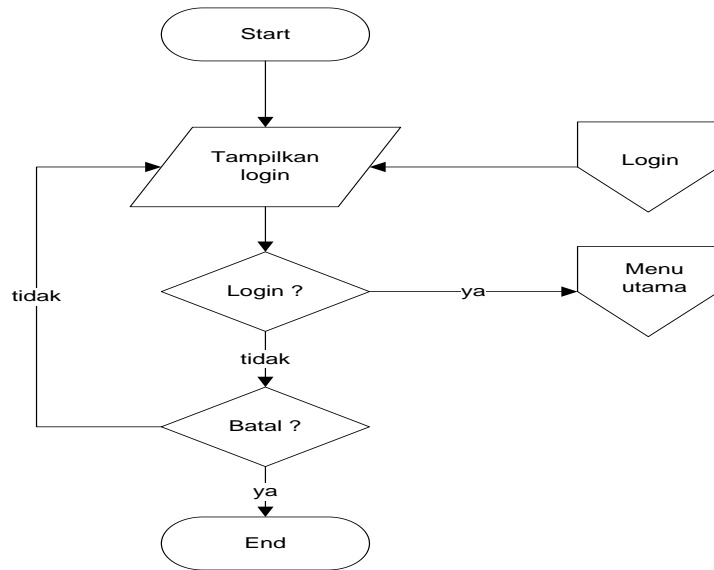 Start
Tampilkan
login
Login
Login ?
ya
Menu
utama
tidak
tidak
Batal ?
ya
End